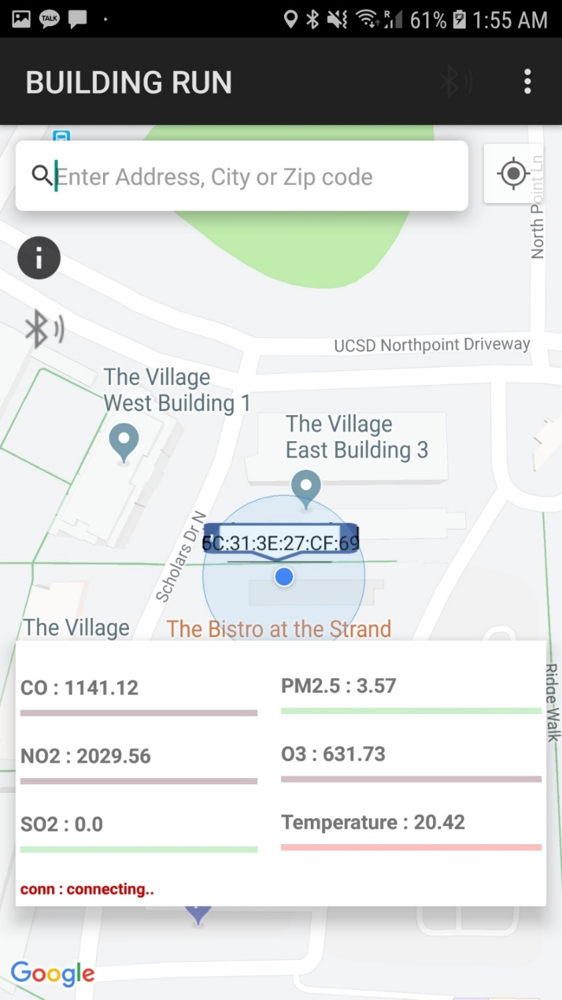 TALK
R 61% 1:55 AM
BUILDING RUN
Enter Address, City or Zip code
North Point Ln
UCSD Northpoint Driveway
The Village
West Building 1
The Village
East Building 3
6C:31:3E:27:CF:69
Scholars Dr N
The Village
The Bistro at the Strand
Ridge Walk
CO : 1141.12
PM2.5 : 3.57
NO2 : 2029.56
O3 : 631.73
SO2 : 0.0
Temperature : 20.42
conn : connecting..
Google